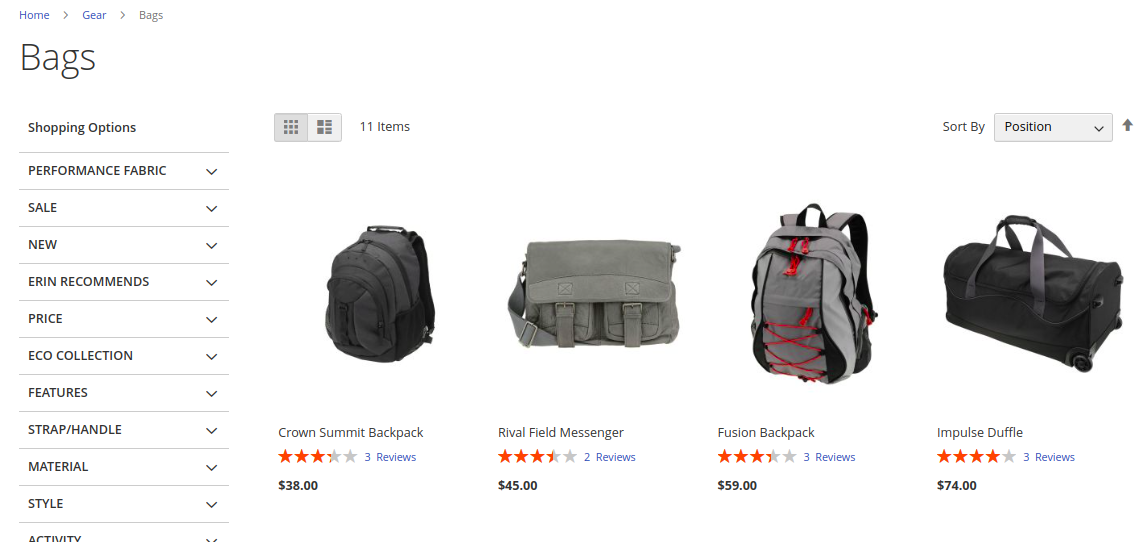 Home > Gear > Bags
Bags
Shopping Options
PERFORMANCE FABRIC
SALE
NEW
ERIN RECOMMENDS
PRICE
ECO COLLECTION
FEATURES
STRAP/HANDLE
MATERIAL
STYLE
ACTIVITY
11 Items
Sort By Position
Crown Summit Backpack
3 Reviews
$38.00
Rival Field Messenger
2 Reviews
$45.00
Fusion Backpack
3 Reviews
$59.00
Impulse Duffle
3 Reviews
$74.00